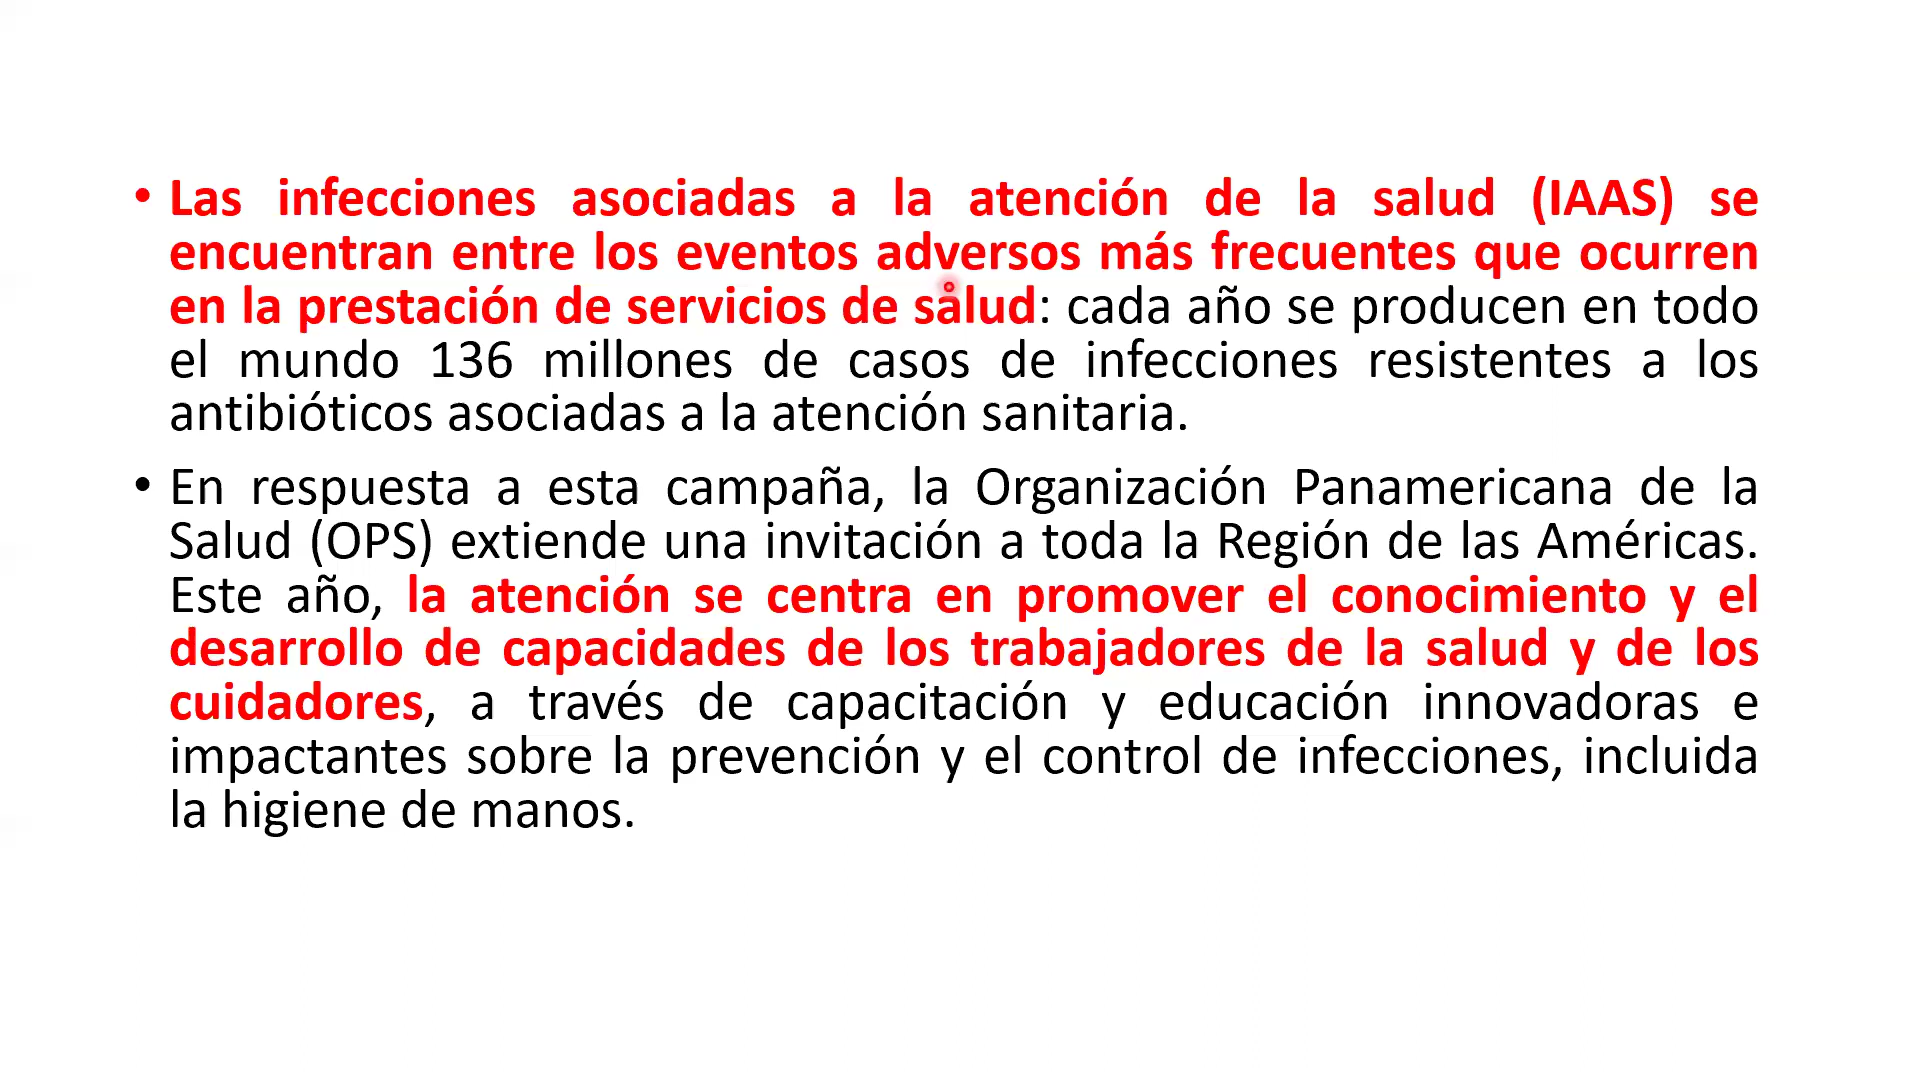 • Las infecciones asociadas a la atención de la salud (IAAS) se
encuentran entre los eventos adversos más frecuentes que ocurren
en la prestación de servicios de salud: cada año se producen en todo
el mundo 136 millones de casos de infecciones resistentes a los
antibióticos asociadas a la atención sanitaria.
• En respuesta a esta campaña, la Organización Panamericana de la
Salud (OPS) extiende una invitación a toda la Región de las Américas.
Este año, la atención se centra en promover el conocimiento y el
desarrollo de capacidades de los trabajadores de la salud y de los
cuidadores, a través de capacitación y educación innovadoras e
impactantes sobre la prevención y el control de infecciones, incluida
la higiene de manos.